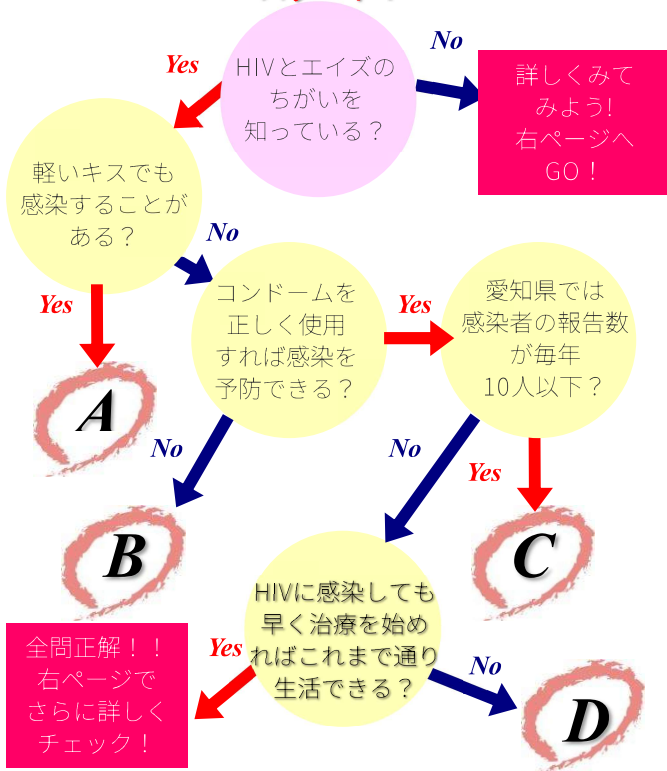 HIVとエイズの
ちがいを
知っている？
Yes
No
詳しくみて
みよう!
右ページへ
GO！
軽いキスでも
感染することが
ある？
Yes
No
A
コンドームを
正しく使用
すれば感染を
予防できる？
Yes
No
B
愛知県では
感染者の報告数
が毎年
10人以下？
No
Yes
C
HIVに感染しても
早く治療を始め
ればこれまで通り
生活できる？
Yes
No
全問正解！！
右ページで
さらに詳しく
チェック！
D